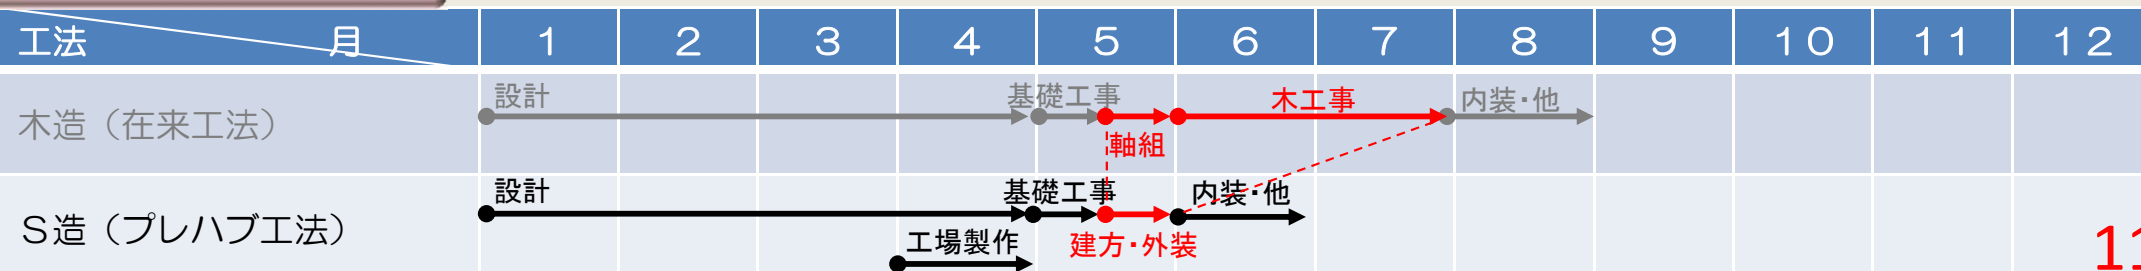 工法 月 1 2 3 4 5 6 7 8 9 10 11 12
設計 基礎工事 木工事 内装・他
木造（在来工法）
軸組
設計 基礎工事 内装・他
S造（プレハブ工法）
工場製作 建方・外装